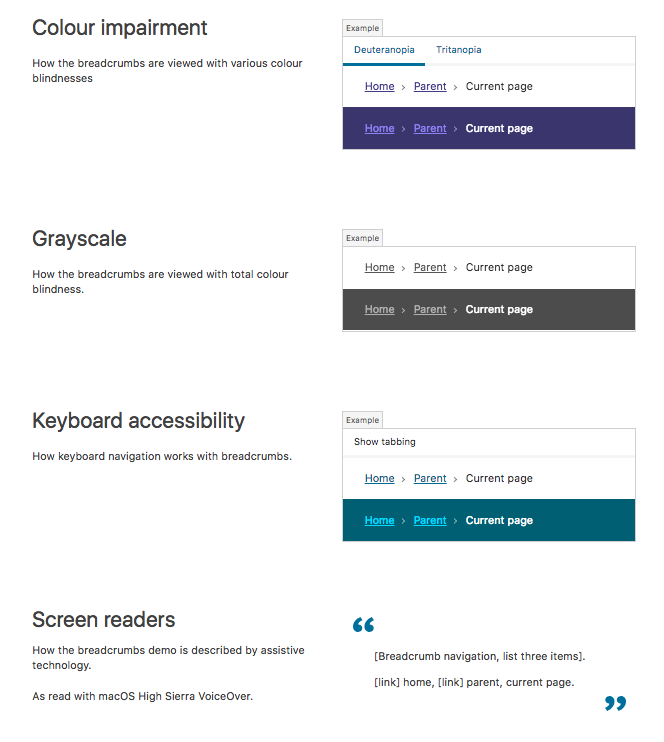 Colour impairment
How the breadcrumbs are viewed with various colour
blindnesses
Example
Deuteranopia Tritanopia
Home › Parent › Current page
Home › Parent › Current page
Grayscale
How the breadcrumbs are viewed with total colour
blindness.
Example
Home › Parent › Current page
Home › Parent › Current page
Keyboard accessibility
How keyboard navigation works with breadcrumbs.
Example
Show tabbing
Home › Parent › Current page
Home › Parent › Current page
Screen readers
How the breadcrumbs demo is described by assistive
technology.
As read with macOS High Sierra VoiceOver.
“
[Breadcrumb navigation, list three items].
[link] home, [link] parent, current page.
”